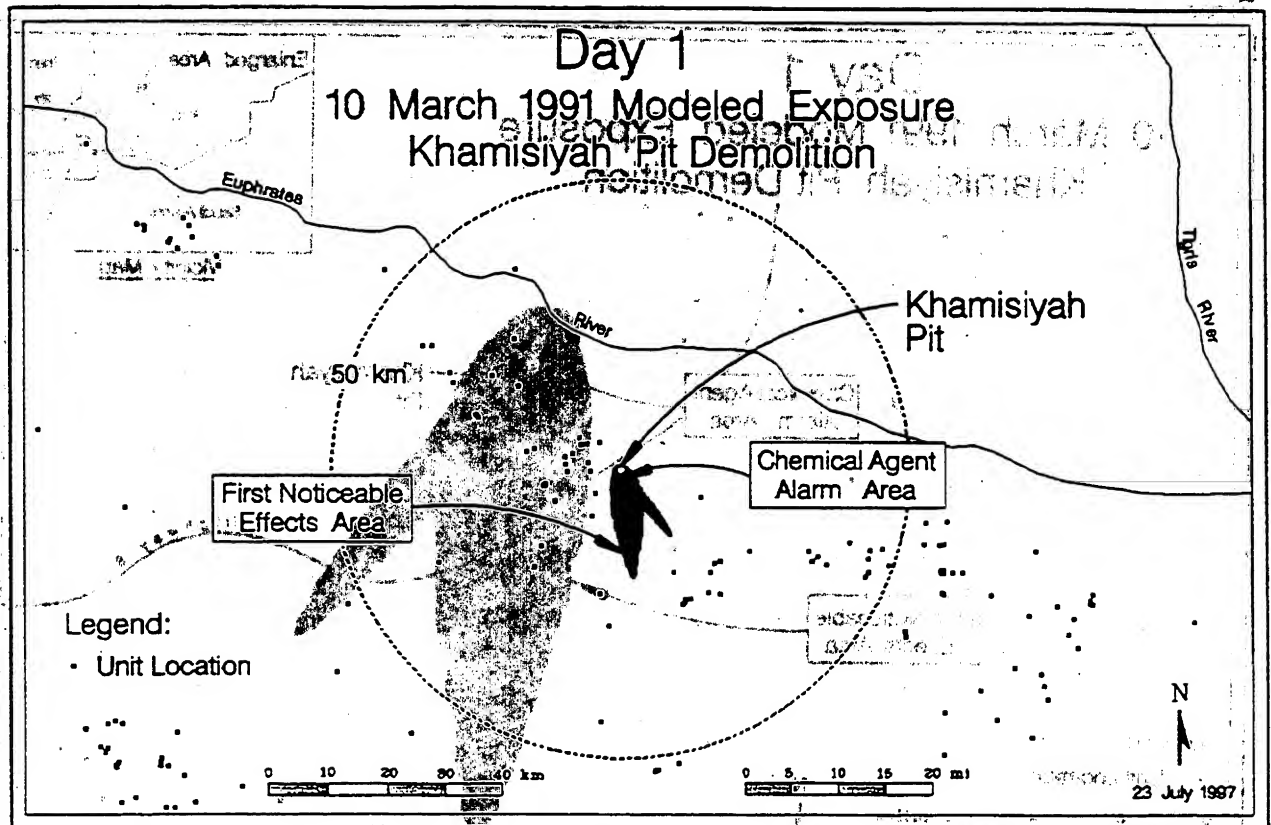 Day 1
10 March 1991 Modeled Exposure
Khamisiyah Pit Demolition
Euphrates
River
Tigris
River
Khamisiyah
Pit
50 km
Chemical Agent
Alarm Area
First Noticeable
Effects Area
Legend:
Unit Location
N
0 10 20 30 40 km
0 5 10 15 20 mi
23 July 1997